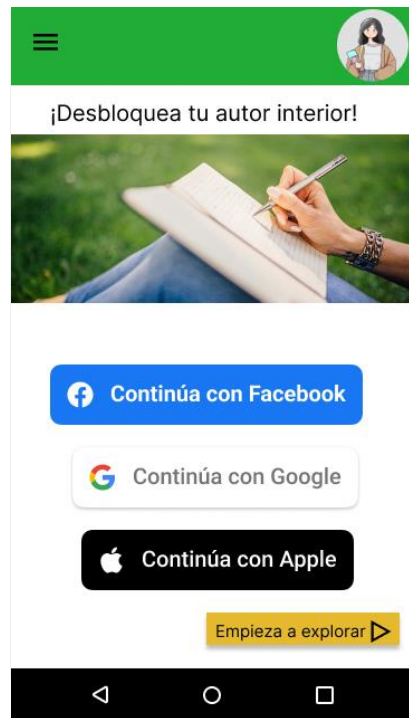 ¡Desbloquea tu autor interior!
Continúa con Facebook
Continúa con Google
Continúa con Apple
Empieza a explorar